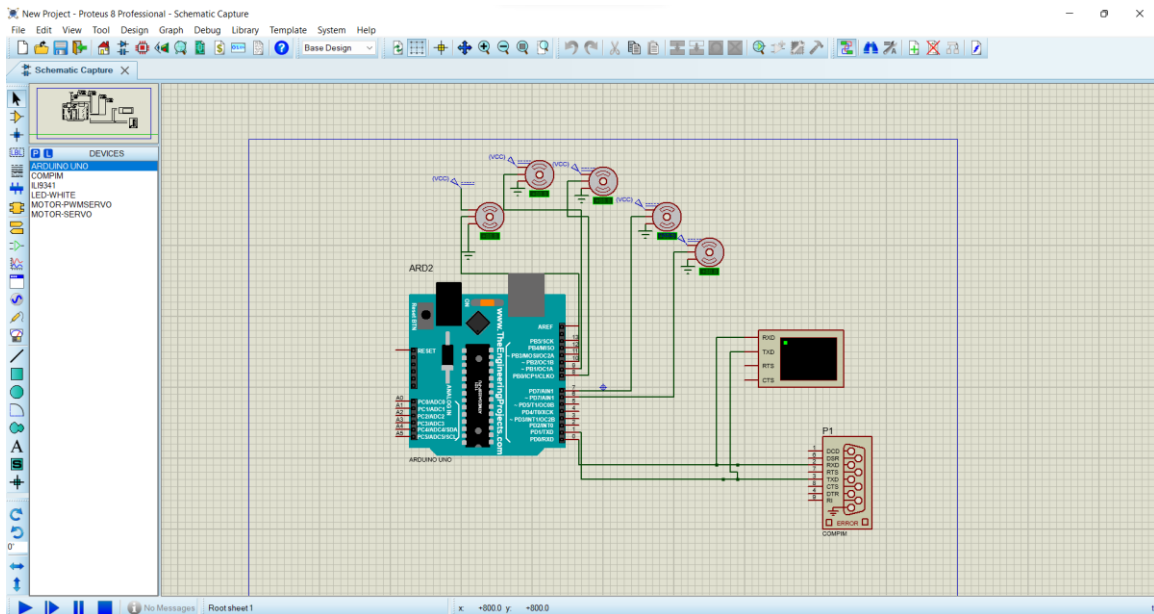 New Project - Proteus 8 Professional - Schematic Capture
File Edit View Tool Design Graph Debug Library Template System Help
Base Design
Schematic Capture
P L DEVICES
ARDUINO UNO
COMPIM
ILI9341
LED-WHITE
MOTOR-PWMSERVO
MOTOR-SERVO
(VCC)
(VCC)
(VCC)
(VCC)
ARD2
Reset BTN
ON
www.TheEngineeringProjects.com
AREF
RESET
PB5/SCK
PB4/MISO
~ PB3/MOSI/OC2A
~ PB2/OC1B
~ PB1/OC1A
PB0/ICP1/CLKO
ANALOG IN
A0 PC0/ADC0
A1 PC1/ADC1
A2 PC2/ADC2
A3 PC3/ADC3
A4 PC4/ADC4/SDA
A5 PC5/ADC5/SCL
PD7/AIN1
~ PD6/AIN0
~ PD5/T1/OC0B
PD4/T0/XCK
~ PD3/INT1/OC2B
PD2/INT0
PD1/TXD
PD0/RXD
ARDUINO UNO
RXD
TXD
RTS
CTS
P1
DCD
DSR
RXD
RTS
TXD
CTS
DTR
RI
ERROR
COMPIM
0°
No Messages Root sheet 1 x: +800.0 y: +800.0